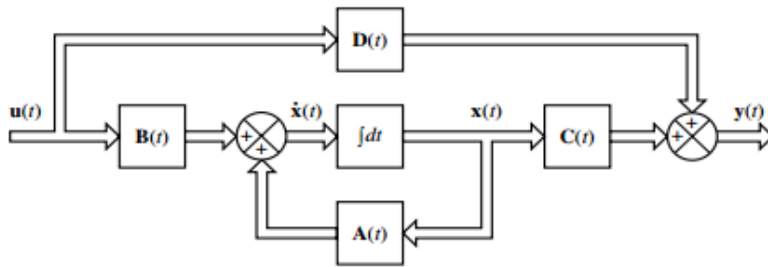 D(t)
u(t)
ẋ(t)
x(t)
y(t)
B(t)
+
+
∫dt
C(t)
+
+
A(t)